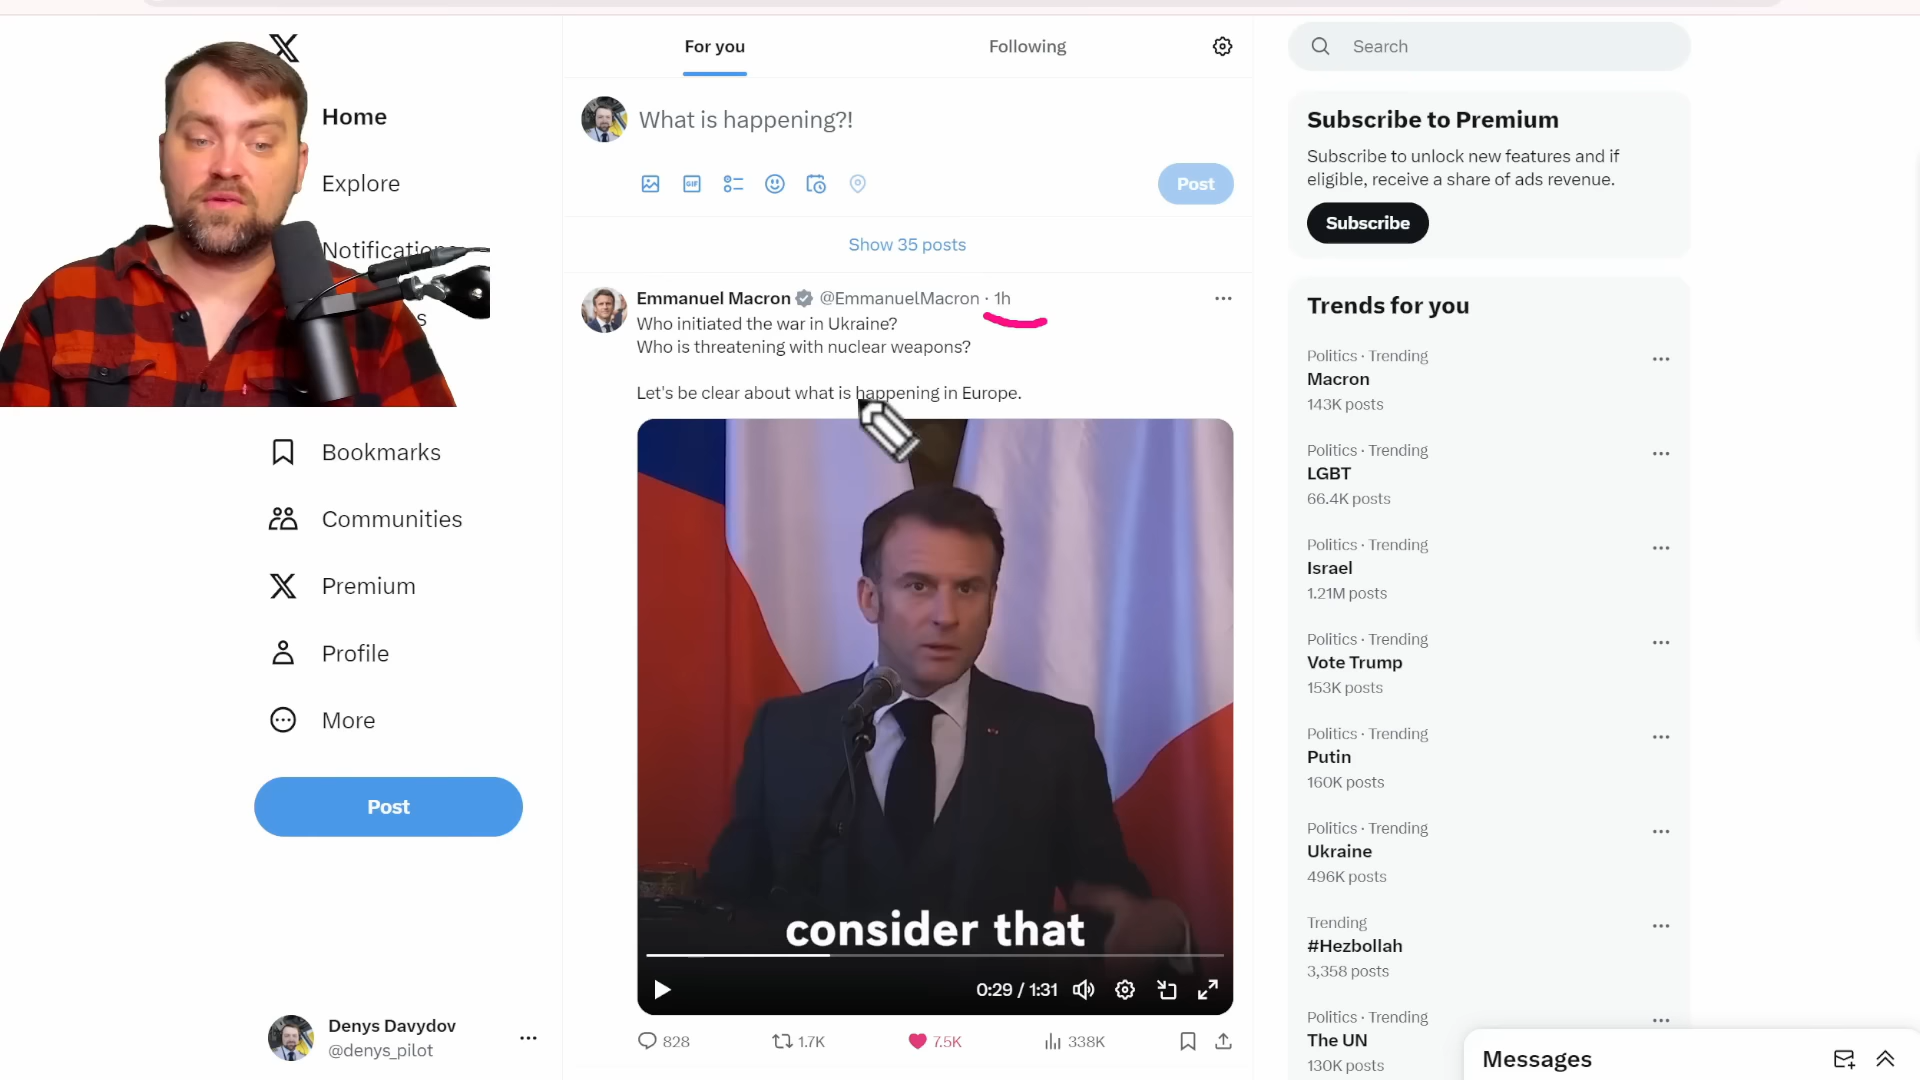 Home
Explore
Notifications
s
Bookmarks
Communities
Premium
Profile
More
Post
Denys Davydov
@denys_pilot
For you
Following
What is happening?!
GIF
Post
Show 35 posts
Emmanuel Macron @EmmanuelMacron · 1h
Who initiated the war in Ukraine?
Who is threatening with nuclear weapons?
Let's be clear about what is happening in Europe.
consider that
0:29 / 1:31
828
1.7K
7.5K
338K
Search
Subscribe to Premium
Subscribe to unlock new features and if
eligible, receive a share of ads revenue.
Subscribe
Trends for you
Politics · Trending
Macron
143K posts
Politics · Trending
LGBT
66.4K posts
Politics · Trending
Israel
1.21M posts
Politics · Trending
Vote Trump
153K posts
Politics · Trending
Putin
160K posts
Politics · Trending
Ukraine
496K posts
Trending
#Hezbollah
3,358 posts
Politics · Trending
The UN
130K posts
Messages